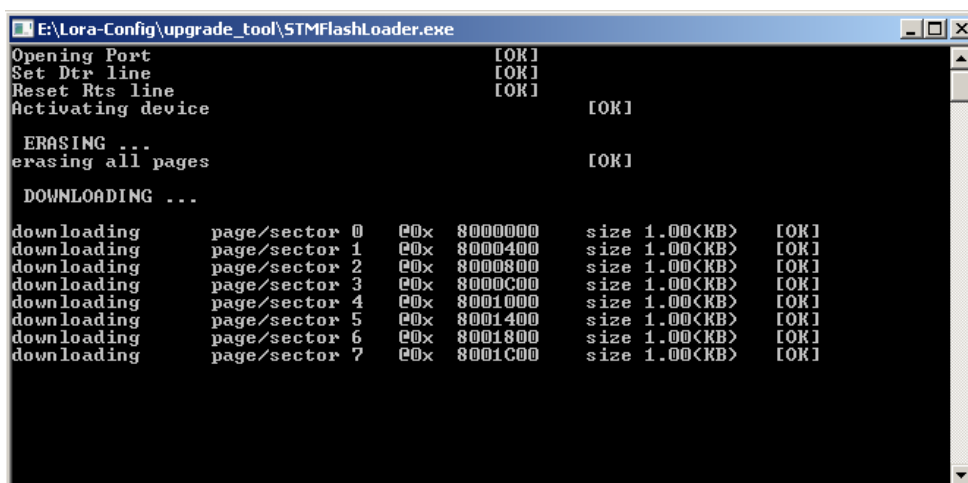 E:\Lora-Config\upgrade_tool\STMFlashLoader.exe
Opening Port [OK]
Set Dtr line [OK]
Reset Rts line [OK]
Activating device [OK]
ERASING ...
erasing all pages [OK]
DOWNLOADING ...
downloading page/sector 0 @0x 8000000 size 1.00(KB) [OK]
downloading page/sector 1 @0x 8000400 size 1.00(KB) [OK]
downloading page/sector 2 @0x 8000800 size 1.00(KB) [OK]
downloading page/sector 3 @0x 8000C00 size 1.00(KB) [OK]
downloading page/sector 4 @0x 8001000 size 1.00(KB) [OK]
downloading page/sector 5 @0x 8001400 size 1.00(KB) [OK]
downloading page/sector 6 @0x 8001800 size 1.00(KB) [OK]
downloading page/sector 7 @0x 8001C00 size 1.00(KB) [OK]